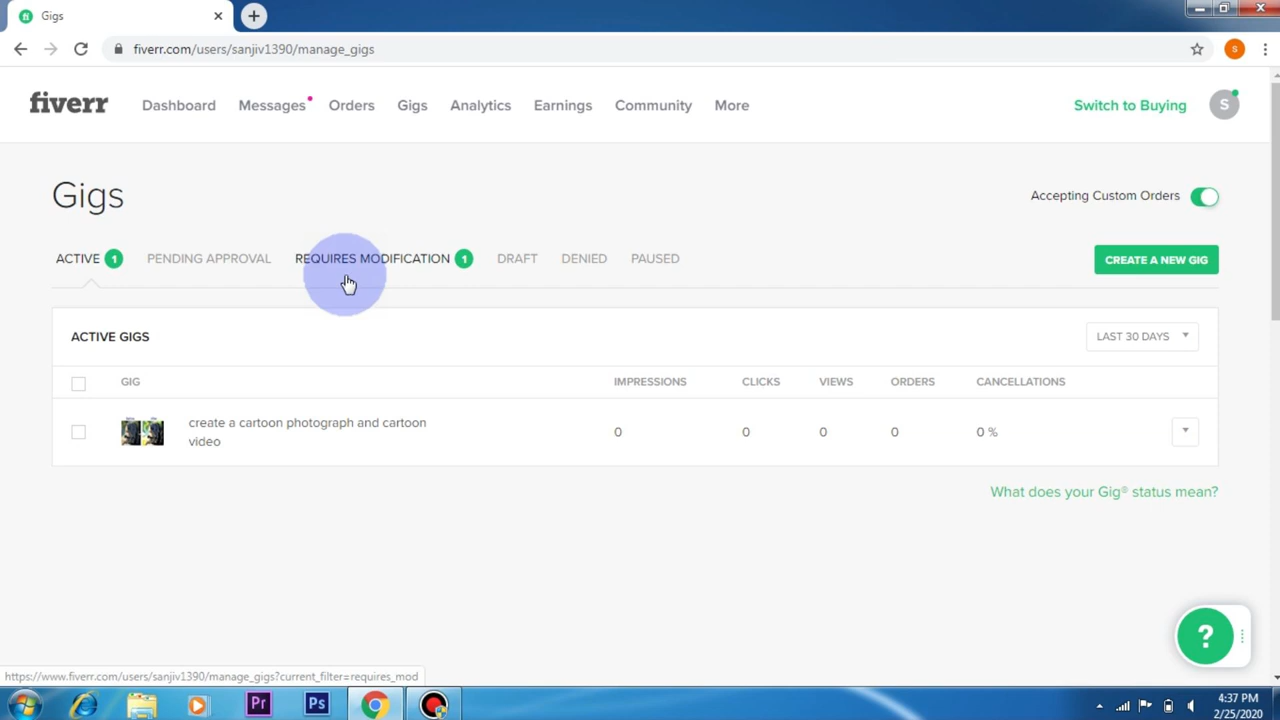 Gigs
fiverr.com/users/sanjiv1390/manage_gigs
S
fiverr
Dashboard
Messages
Orders
Gigs
Analytics
Earnings
Community
More
Switch to Buying
S
Gigs
Accepting Custom Orders
ACTIVE 1
PENDING APPROVAL
REQUIRES MODIFICATION 1
DRAFT
DENIED
PAUSED
CREATE A NEW GIG
ACTIVE GIGS
LAST 30 DAYS
GIG
IMPRESSIONS
CLICKS
VIEWS
ORDERS
CANCELLATIONS
create a cartoon photograph and cartoon
video
0
0
0
0
0 %
What does your Gig® status mean?
?
https://www.fiverr.com/users/sanjiv1390/manage_gigs?current_filter=requires_mod
Pr
Ps
4:37 PM
2/25/2020